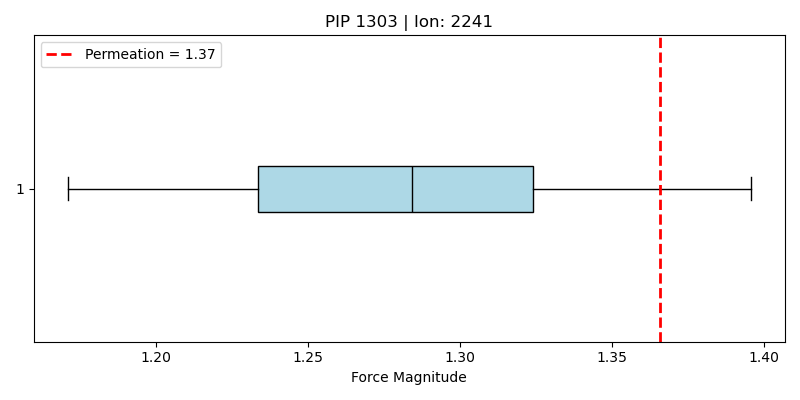 PIP 1303 | Ion: 2241
Permeation = 1.37
1
1.20 1.25 1.30 1.35 1.40
Force Magnitude